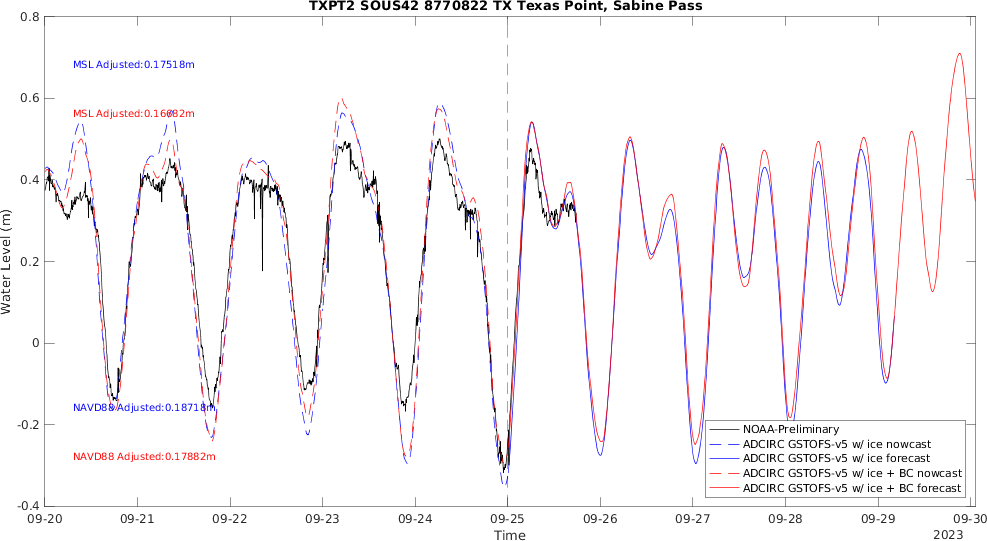 TXPT2 SOUS42 8770822 TX Texas Point, Sabine Pass
0.8
0.6
0.4
0.2
0
-0.2
-0.4
Water Level (m)
MSL Adjusted:0.17518m
MSL Adjusted:0.16682m
NAVD88 Adjusted:0.18718m
NAVD88 Adjusted:0.17882m
NOAA-Preliminary
ADCIRC GSTOFS-v5 w/ ice nowcast
ADCIRC GSTOFS-v5 w/ ice forecast
ADCIRC GSTOFS-v5 w/ ice + BC nowcast
ADCIRC GSTOFS-v5 w/ ice + BC forecast
09-20 09-21 09-22 09-23 09-24 09-25 09-26 09-27 09-28 09-29 09-30
Time
2023